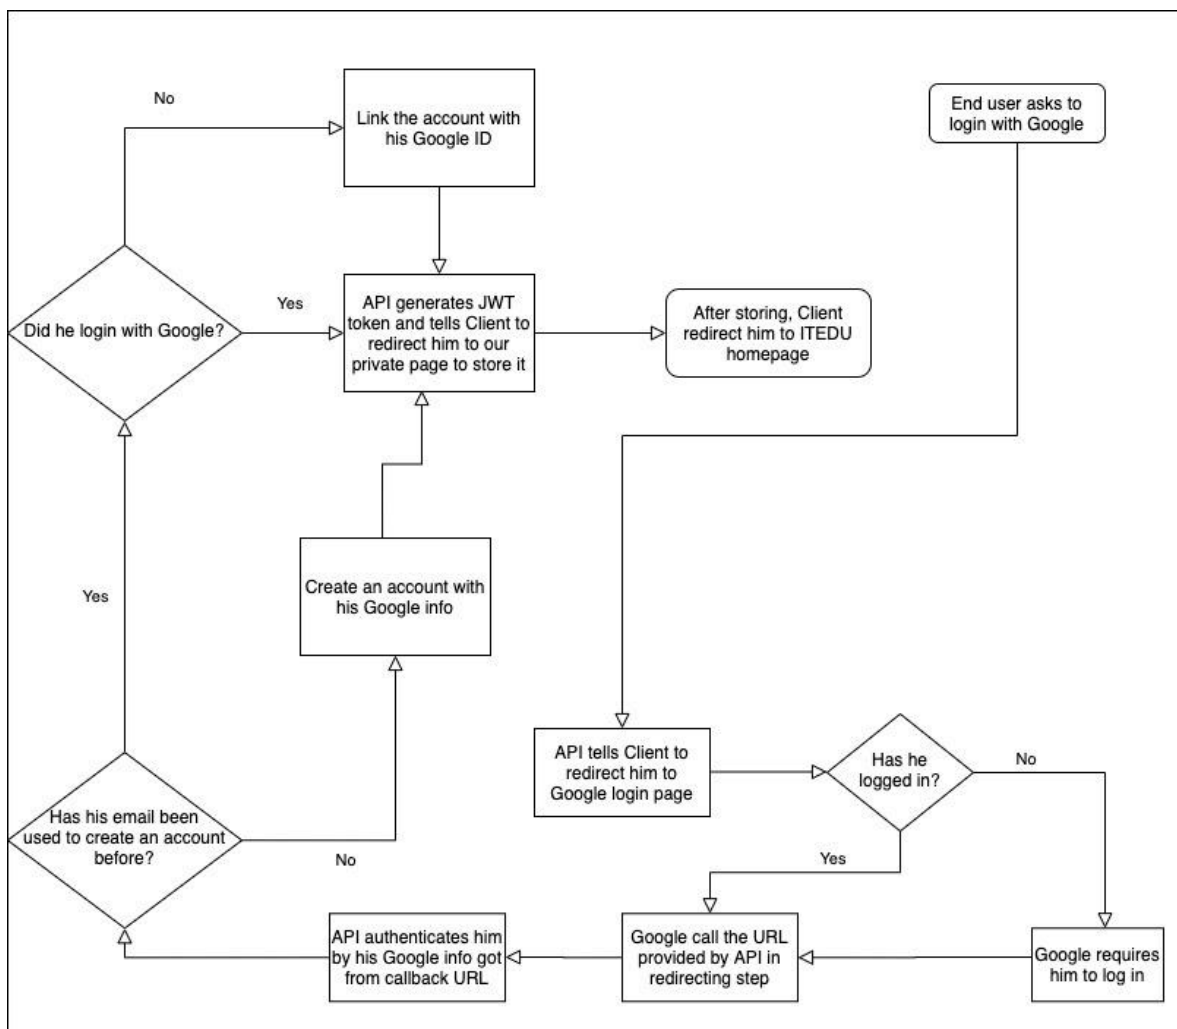 No
Link the account with
his Google ID
End user asks to
login with Google
Did he login with Google?
Yes
API generates JWT
token and tells Client to
redirect him to our
private page to store it
After storing, Client
redirect him to ITEDU
homepage
Yes
Create an account with
his Google info
API tells Client to
redirect him to
Google login page
Has he
logged in?
No
Has his email been
used to create an account
before?
No
Yes
API authenticates him
by his Google info got
from callback URL
Google call the URL
provided by API in
redirecting step
Google requires
him to log in